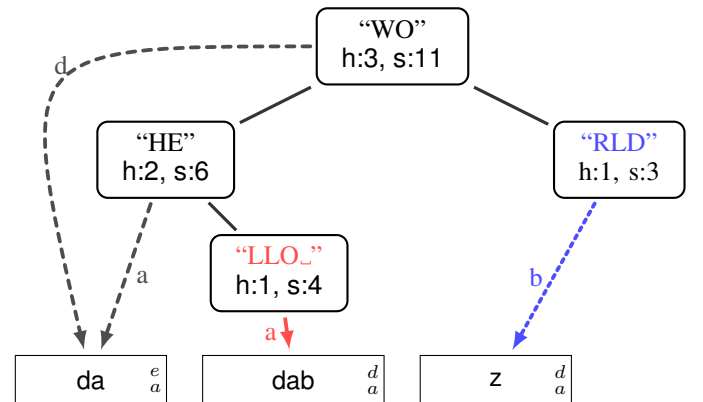 “WO”
h:3, s:11
d
“HE”
h:2, s:6
“RLD”
h:1, s:3
“LLO␣”
h:1, s:4
a
b
a
da
e
a
dab
d
a
z
d
a